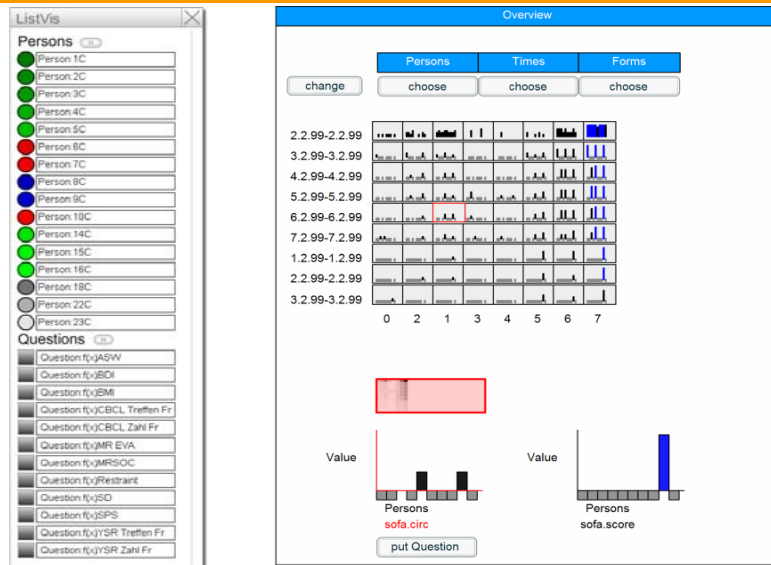 ListVis
Persons
Person:1C
Person:2C
Person:3C
Person:4C
Person:5C
Person:6C
Person:7C
Person:8C
Person:9C
Person:10C
Person:14C
Person:15C
Person:16C
Person:18C
Person:22C
Person:23C
Questions
Question:f(x)ASW
Question:f(x)BDI
Question:f(x)BMI
Question:f(x)CBCL Treffen Fr
Question:f(x)CBCL Zahl Fr
Question:f(x)MR EVA
Question:f(x)MRSOC
Question:f(x)Restraint
Question:f(x)SD
Question:f(x)SPS
Question:f(x)YSR Treffen Fr
Question:f(x)YSR Zahl Fr
Overview
Persons Times Forms
change choose choose choose
2.2.99-2.2.99
3.2.99-3.2.99
4.2.99-4.2.99
5.2.99-5.2.99
6.2.99-6.2.99
7.2.99-7.2.99
1.2.99-1.2.99
2.2.99-2.2.99
3.2.99-3.2.99
0 2 1 3 4 5 6 7
Value
Persons
sofa.circ
put Question
Value
Persons
sofa.score